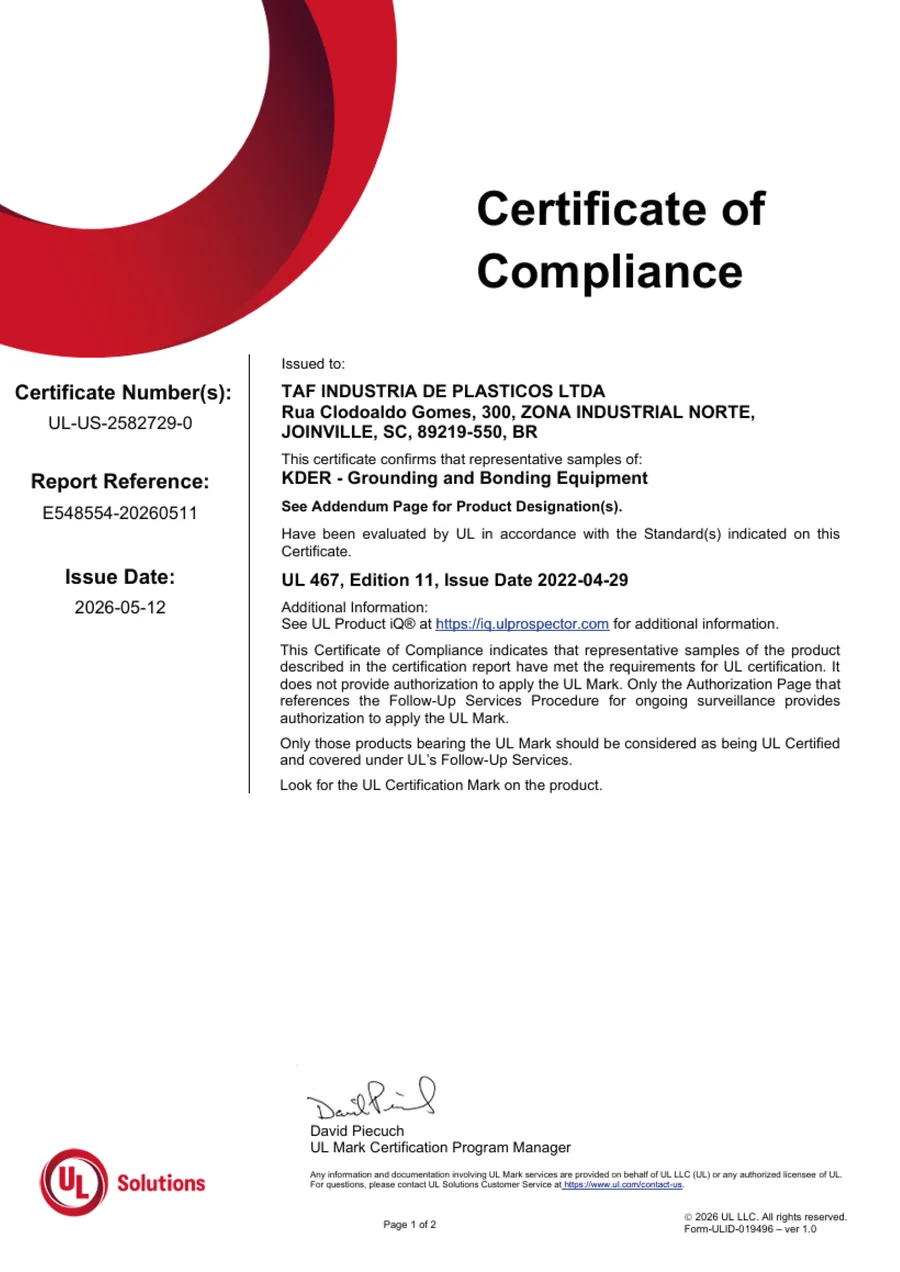 Certificate of
Compliance
Certificate Number(s):
UL-US-2582729-0
Report Reference:
E548554-20260511
Issue Date:
2026-05-12
Issued to:
TAF INDUSTRIA DE PLASTICOS LTDA
Rua Clodoaldo Gomes, 300, ZONA INDUSTRIAL NORTE,
JOINVILLE, SC, 89219-550, BR
This certificate confirms that representative samples of:
KDER - Grounding and Bonding Equipment
See Addendum Page for Product Designation(s).
Have been evaluated by UL in accordance with the Standard(s) indicated on this
Certificate.
UL 467, Edition 11, Issue Date 2022-04-29
Additional Information:
See UL Product iQ® at https://iq.ulprospector.com for additional information.
This Certificate of Compliance indicates that representative samples of the product
described in the certification report have met the requirements for UL certification. It
does not provide authorization to apply the UL Mark. Only the Authorization Page that
references the Follow-Up Services Procedure for ongoing surveillance provides
authorization to apply the UL Mark.
Only those products bearing the UL Mark should be considered as being UL Certified
and covered under UL's Follow-Up Services.
Look for the UL Certification Mark on the product.
David Piecuch
David Piecuch
UL Mark Certification Program Manager
Any information and documentation involving UL Mark services are provided on behalf of UL LLC (UL) or any authorized licensee of UL.
For questions, please contact UL Solutions Customer Service at https://www.ul.com/contact-us.
UL Solutions
Page 1 of 2
© 2026 UL LLC. All rights reserved.
Form-ULID-019496 – ver 1.0